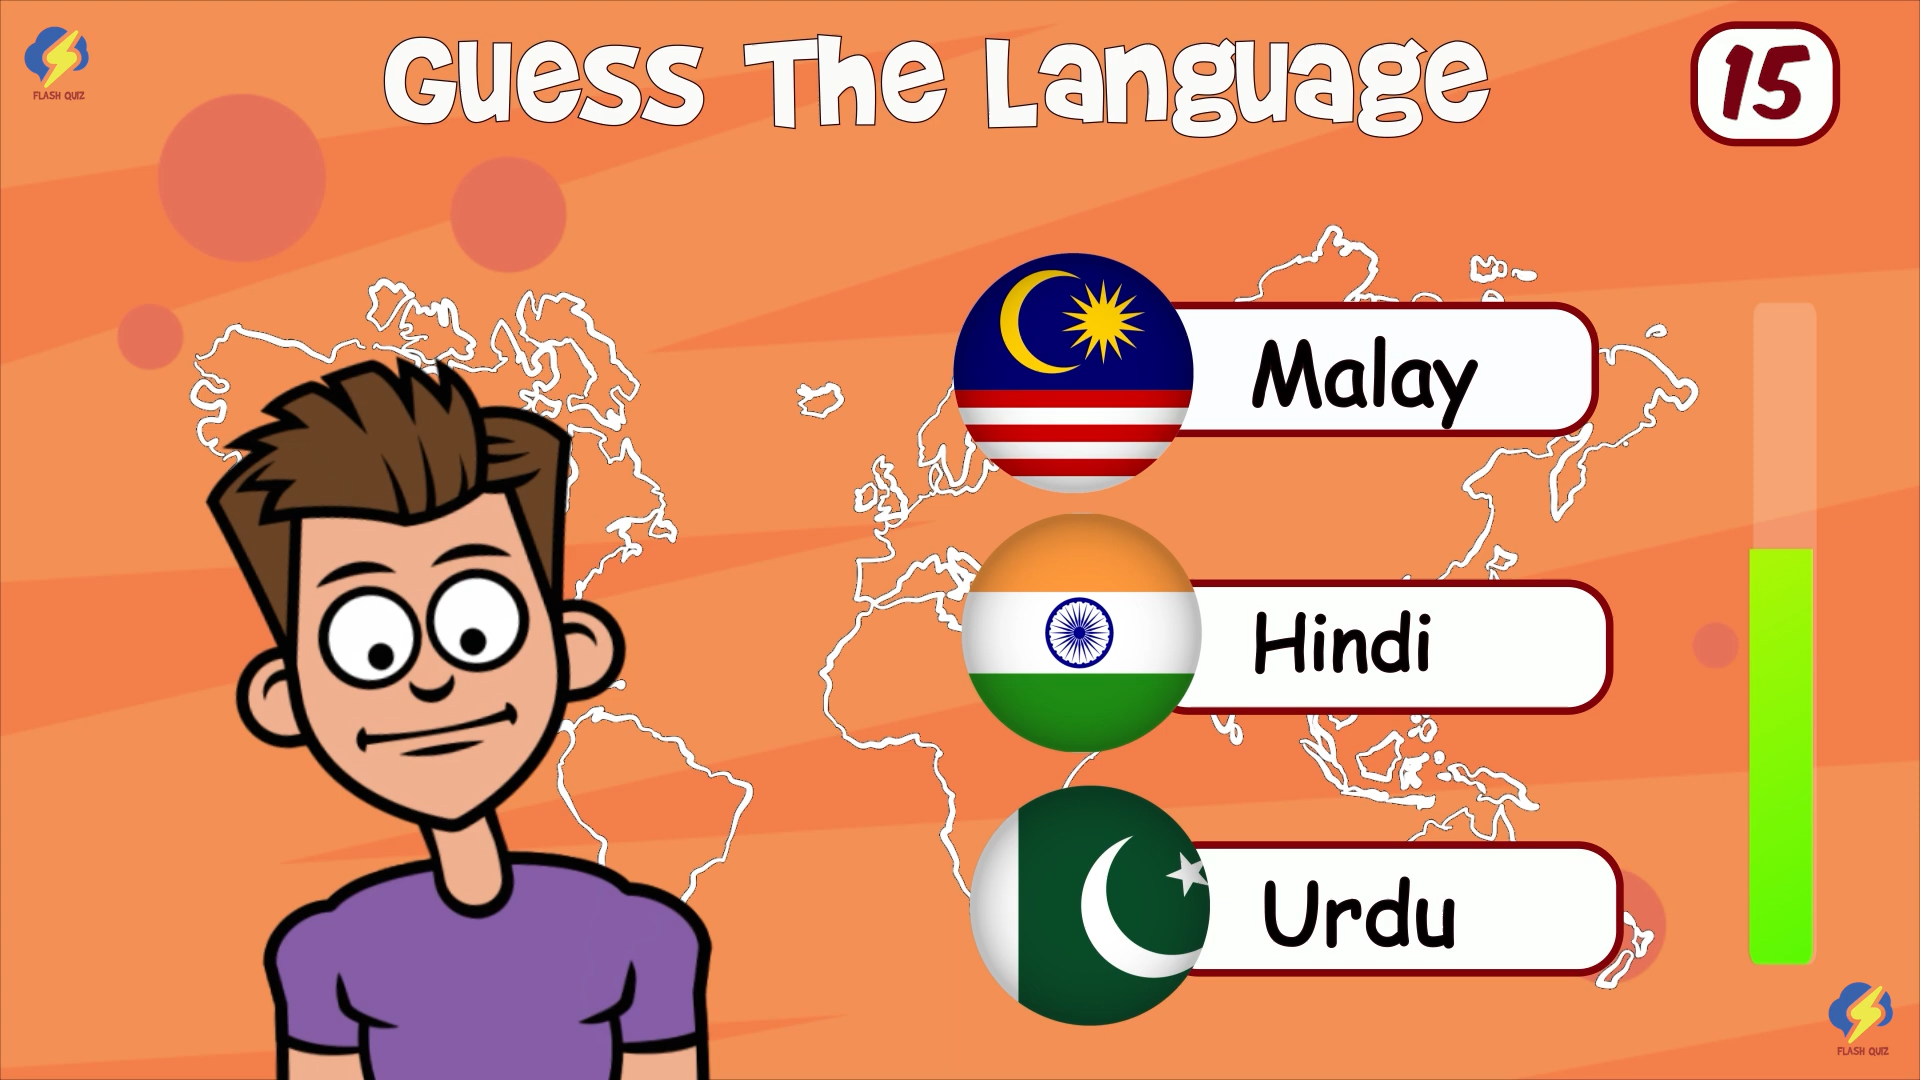 FLASH QUIZ
Guess The Language
15
Malay
Hindi
Urdu
FLASH QUIZ